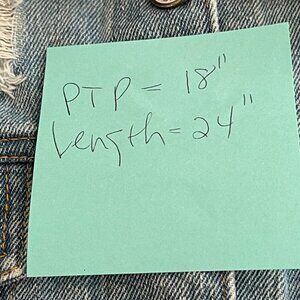 PTP = 18"
Length = 24"